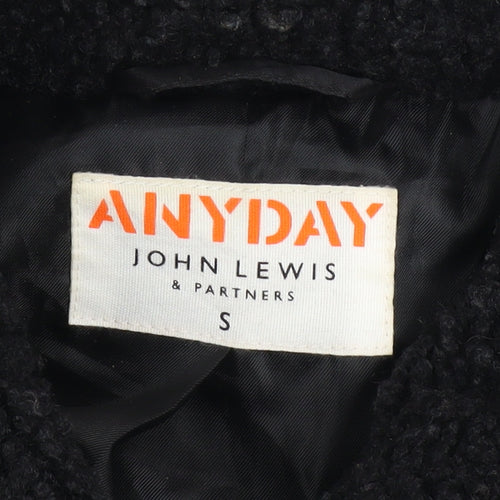 ANYDAY
JOHN LEWIS
& PARTNERS
S